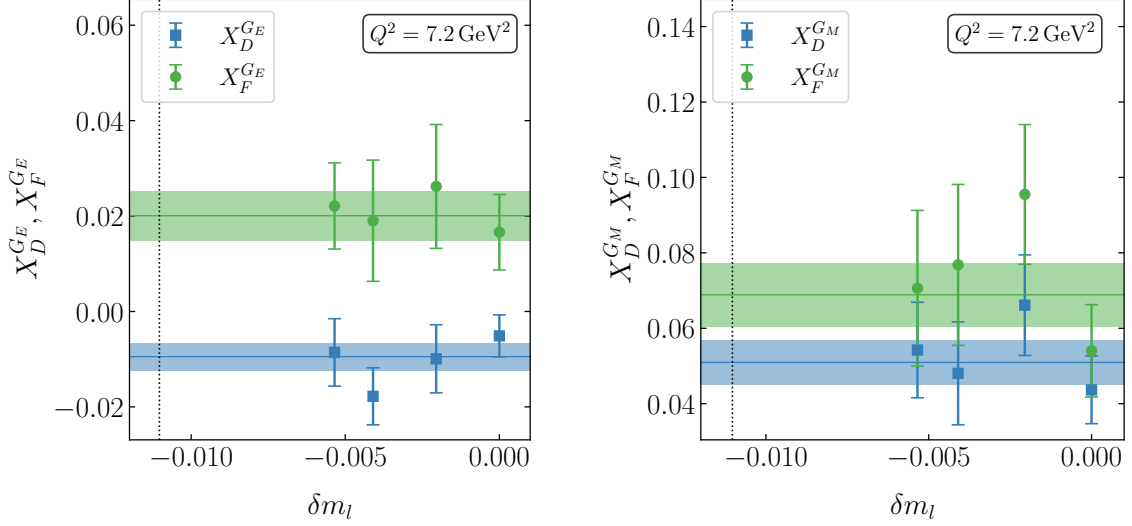 X_D^{G_E}
X_F^{G_E}
Q^2 = 7.2 GeV^2
0.06
0.04
0.02
0.00
−0.02
X_D^{G_E}, X_F^{G_E}
−0.010
−0.005
0.000
δm_l
X_D^{G_M}
X_F^{G_M}
Q^2 = 7.2 GeV^2
0.14
0.12
0.10
0.08
0.06
0.04
X_D^{G_M}, X_F^{G_M}
−0.010
−0.005
0.000
δm_l